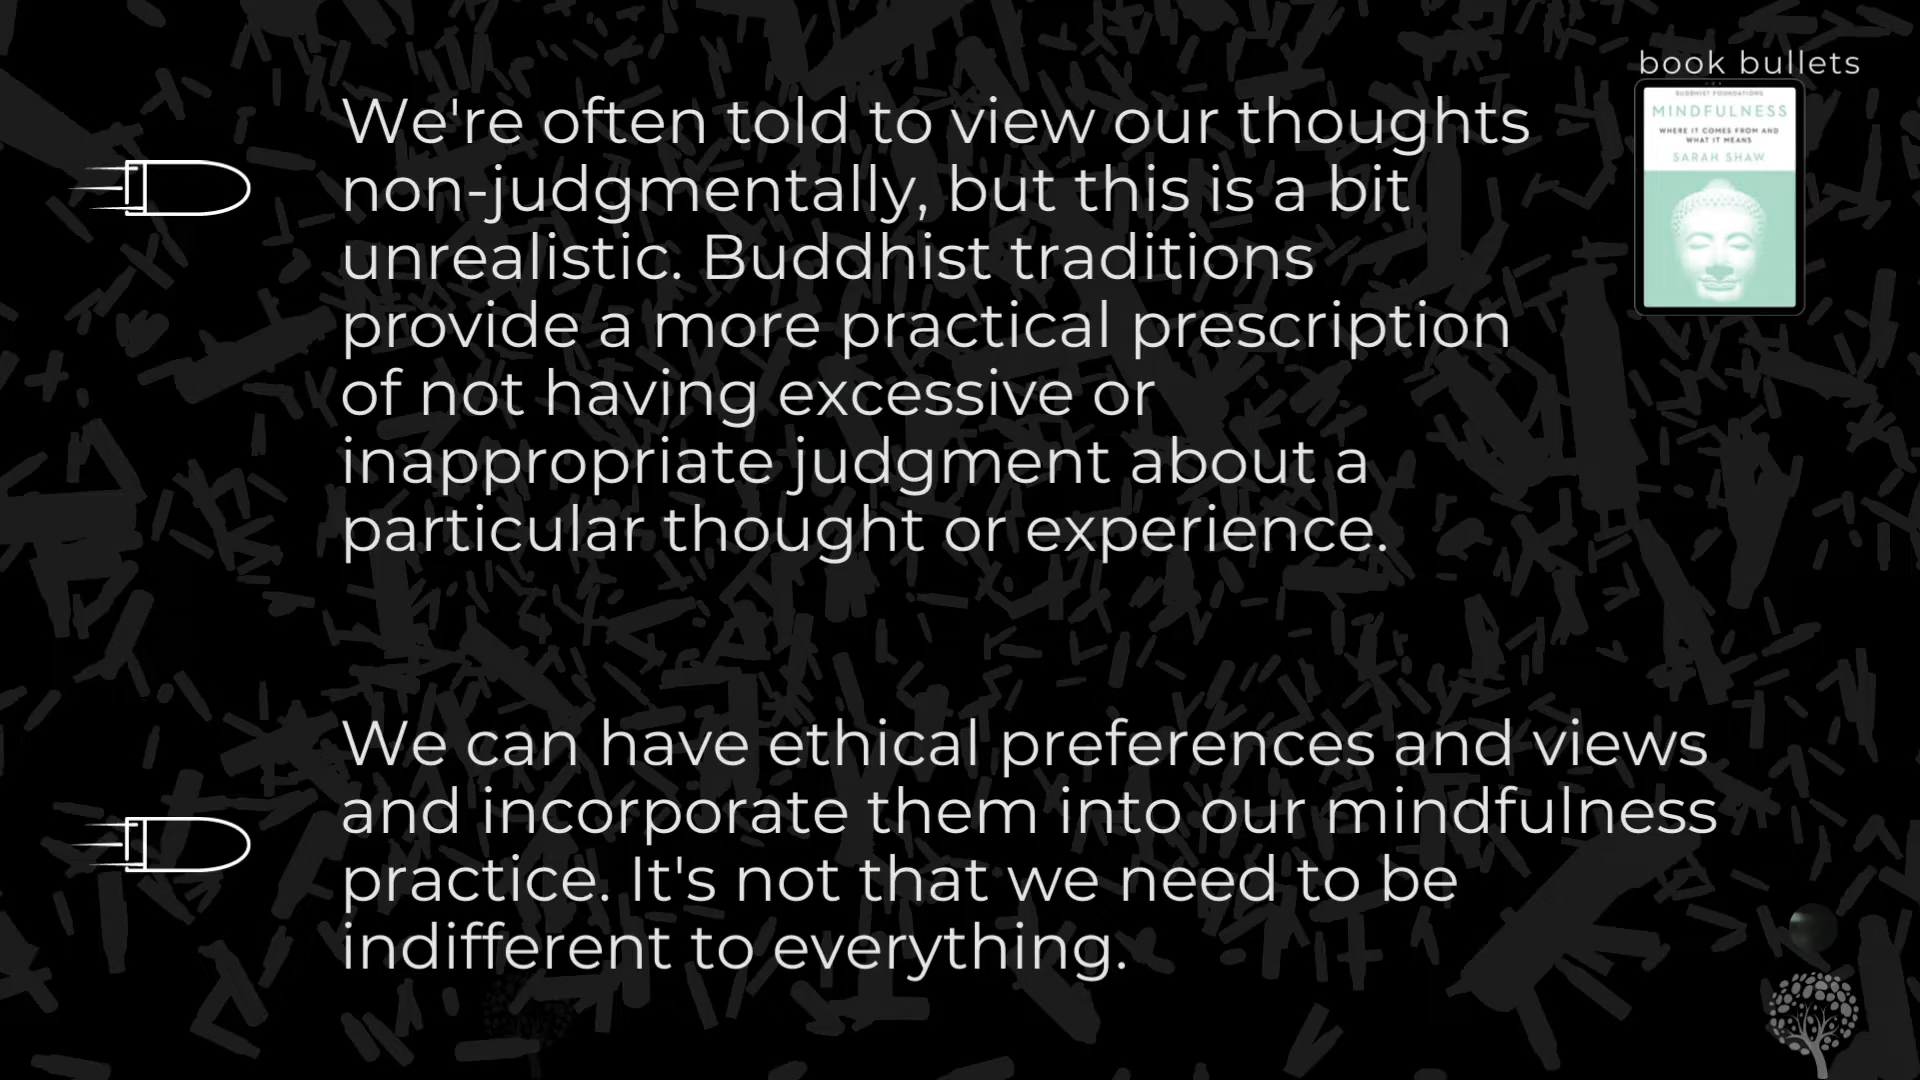 book bullets
BUDDHIST FOUNDATIONS
MINDFULNESS
WHERE IT COMES FROM AND
WHAT IT MEANS
SARAH SHAW
We're often told to view our thoughts
non-judgmentally, but this is a bit
unrealistic. Buddhist traditions
provide a more practical prescription
of not having excessive or
inappropriate judgment about a
particular thought or experience.
We can have ethical preferences and views
and incorporate them into our mindfulness
practice. It's not that we need to be
indifferent to everything.